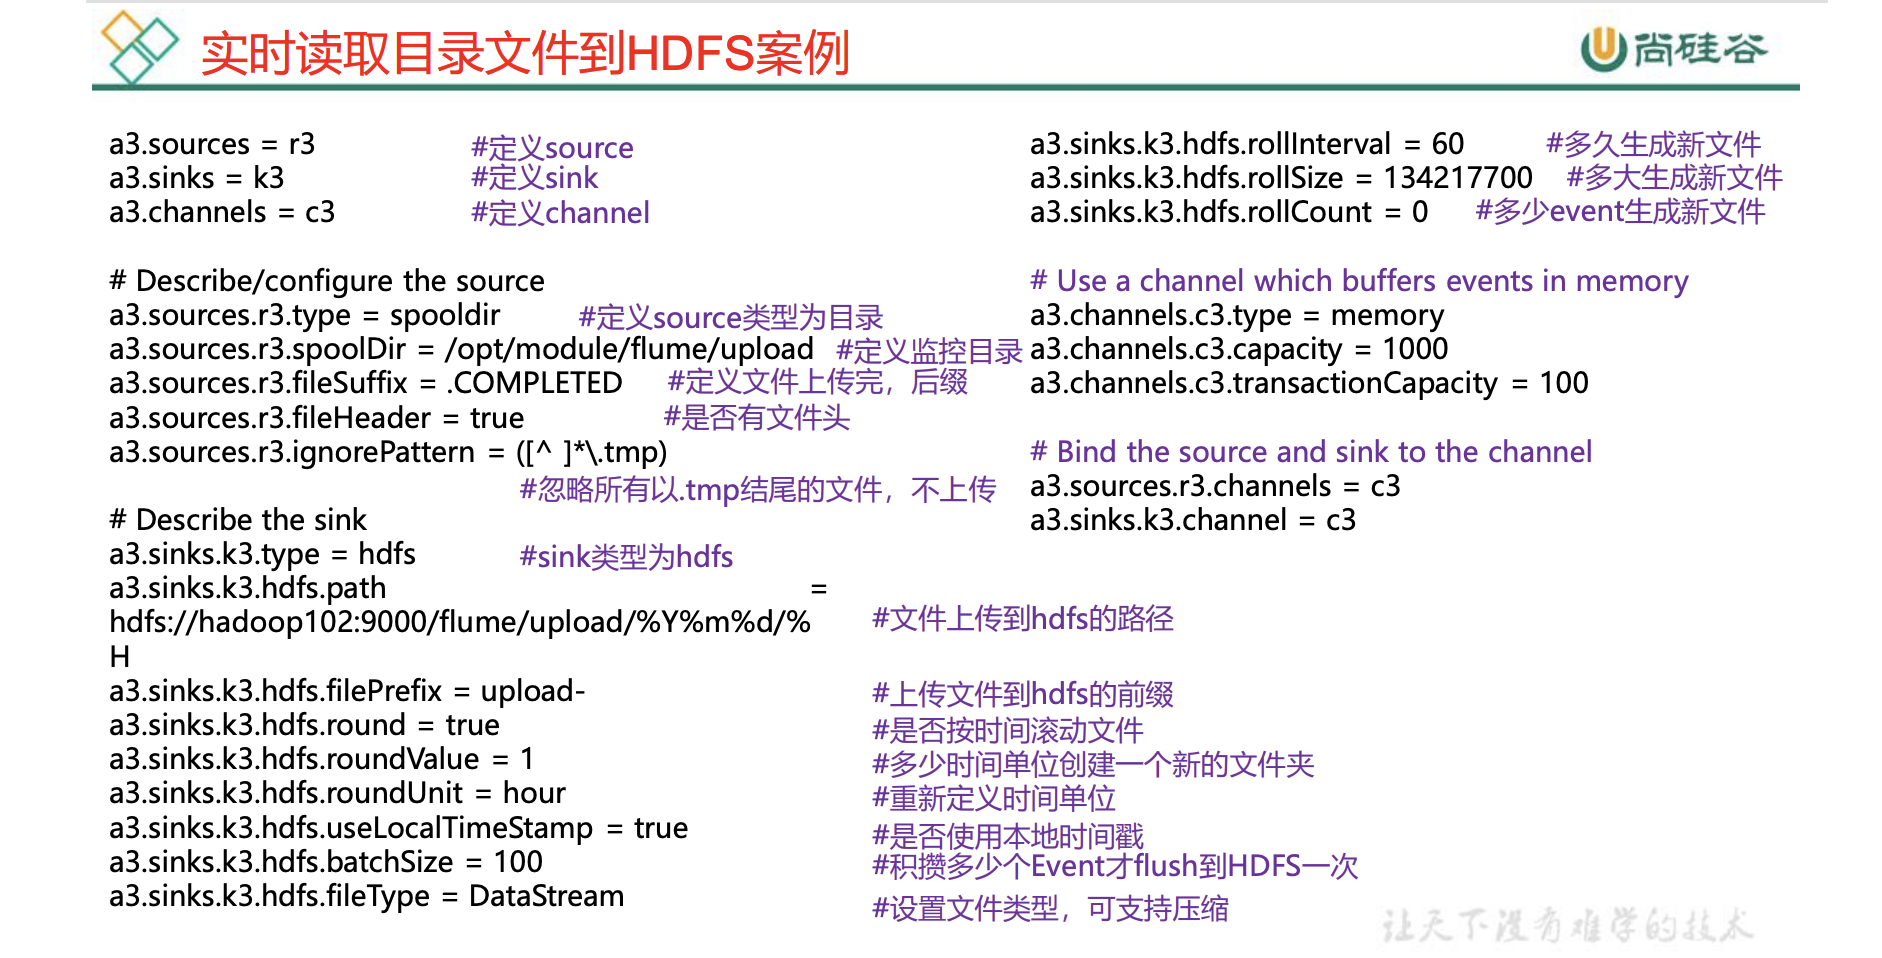 实时读取目录文件到HDFS案例
尚硅谷
a3.sources = r3 #定义source
a3.sinks = k3 #定义sink
a3.channels = c3 #定义channel
# Describe/configure the source
a3.sources.r3.type = spooldir #定义source类型为目录
a3.sources.r3.spoolDir = /opt/module/flume/upload #定义监控目录
a3.sources.r3.fileSuffix = .COMPLETED #定义文件上传完，后缀
a3.sources.r3.fileHeader = true #是否有文件头
a3.sources.r3.ignorePattern = ([^ ]*\.tmp)
#忽略所有以.tmp结尾的文件，不上传
# Describe the sink
a3.sinks.k3.type = hdfs #sink类型为hdfs
a3.sinks.k3.hdfs.path =
hdfs://hadoop102:9000/flume/upload/%Y%m%d/% #文件上传到hdfs的路径
H
a3.sinks.k3.hdfs.filePrefix = upload- #上传文件到hdfs的前缀
a3.sinks.k3.hdfs.round = true #是否按时间滚动文件
a3.sinks.k3.hdfs.roundValue = 1 #多少时间单位创建一个新的文件夹
a3.sinks.k3.hdfs.roundUnit = hour #重新定义时间单位
a3.sinks.k3.hdfs.useLocalTimeStamp = true #是否使用本地时间戳
a3.sinks.k3.hdfs.batchSize = 100 #积攒多少个Event才flush到HDFS一次
a3.sinks.k3.hdfs.fileType = DataStream #设置文件类型，可支持压缩
a3.sinks.k3.hdfs.rollInterval = 60 #多久生成新文件
a3.sinks.k3.hdfs.rollSize = 134217700 #多大生成新文件
a3.sinks.k3.hdfs.rollCount = 0 #多少event生成新文件
# Use a channel which buffers events in memory
a3.channels.c3.type = memory
a3.channels.c3.capacity = 1000
a3.channels.c3.transactionCapacity = 100
# Bind the source and sink to the channel
a3.sources.r3.channels = c3
a3.sinks.k3.channel = c3
让天下没有难学的技术